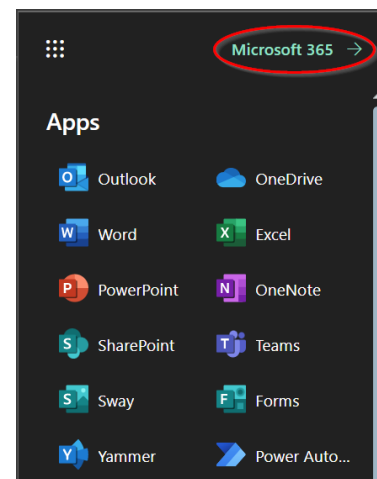 Microsoft 365 →
Apps
Outlook OneDrive
Word Excel
PowerPoint OneNote
SharePoint Teams
Sway Forms
Yammer Power Auto...